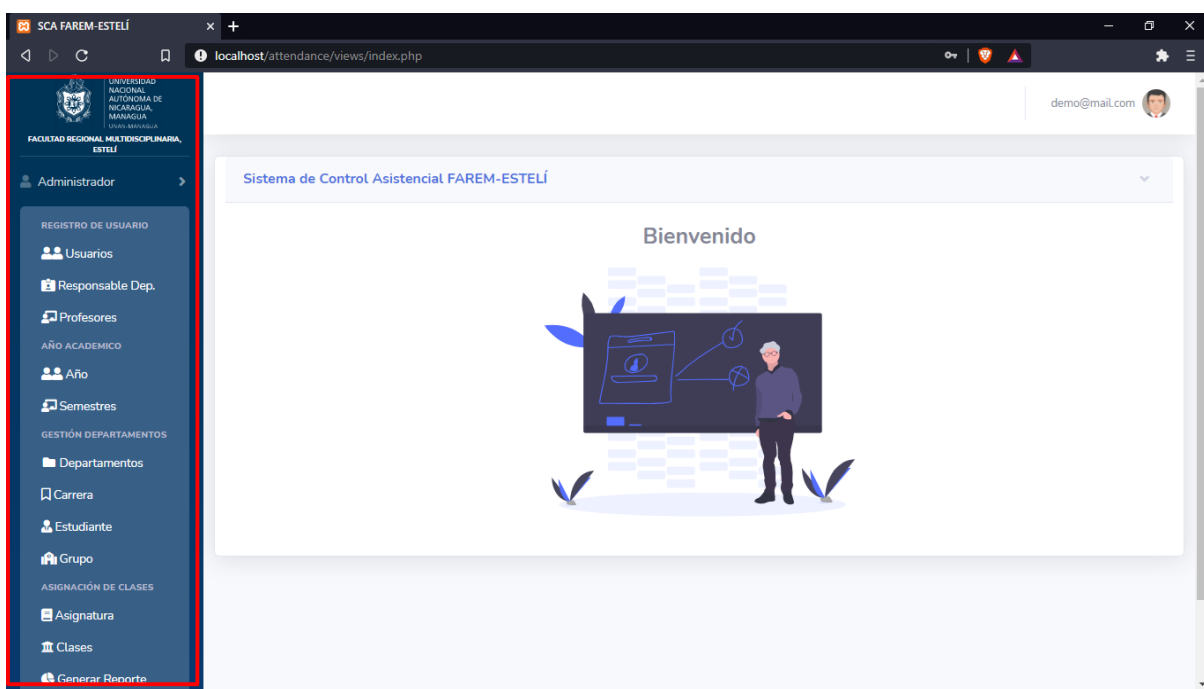 SCA FAREM-ESTELÍ
localhost/attendance/views/index.php
UNIVERSIDAD
NACIONAL
AUTÓNOMA DE
NICARAGUA,
MANAGUA
UNAN-MANAGUA
FACULTAD REGIONAL MULTIDISCIPLINARIA,
ESTELÍ
Administrador
REGISTRO DE USUARIO
Usuarios
Responsable Dep.
Profesores
AÑO ACADEMICO
Año
Semestres
GESTIÓN DEPARTAMENTOS
Departamentos
Carrera
Estudiante
Grupo
ASIGNACIÓN DE CLASES
Asignatura
Clases
Generar Reporte
demo@mail.com
Sistema de Control Asistencial FAREM-ESTELÍ
Bienvenido